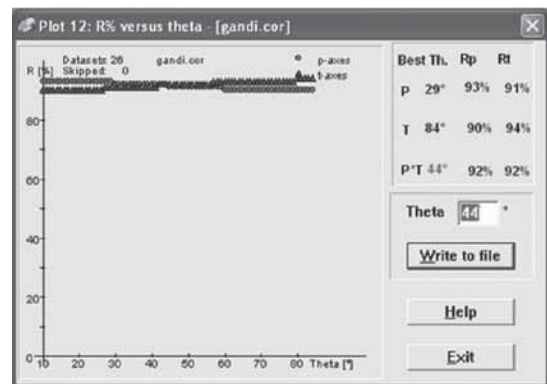 Plot 12: R% versus theta - [gandi.cor]
Datasets: 26 gandi.cor p-axes
R [%] Skipped: 0 t-axes
80
60
40
20
0
10 20 30 40 50 60 70 80 Theta [°]
Best Th. Rp Rt
P 29° 93% 91%
T 84° 90% 94%
P*T 44° 92% 92%
Theta 44 °
Write to file
Help
Exit